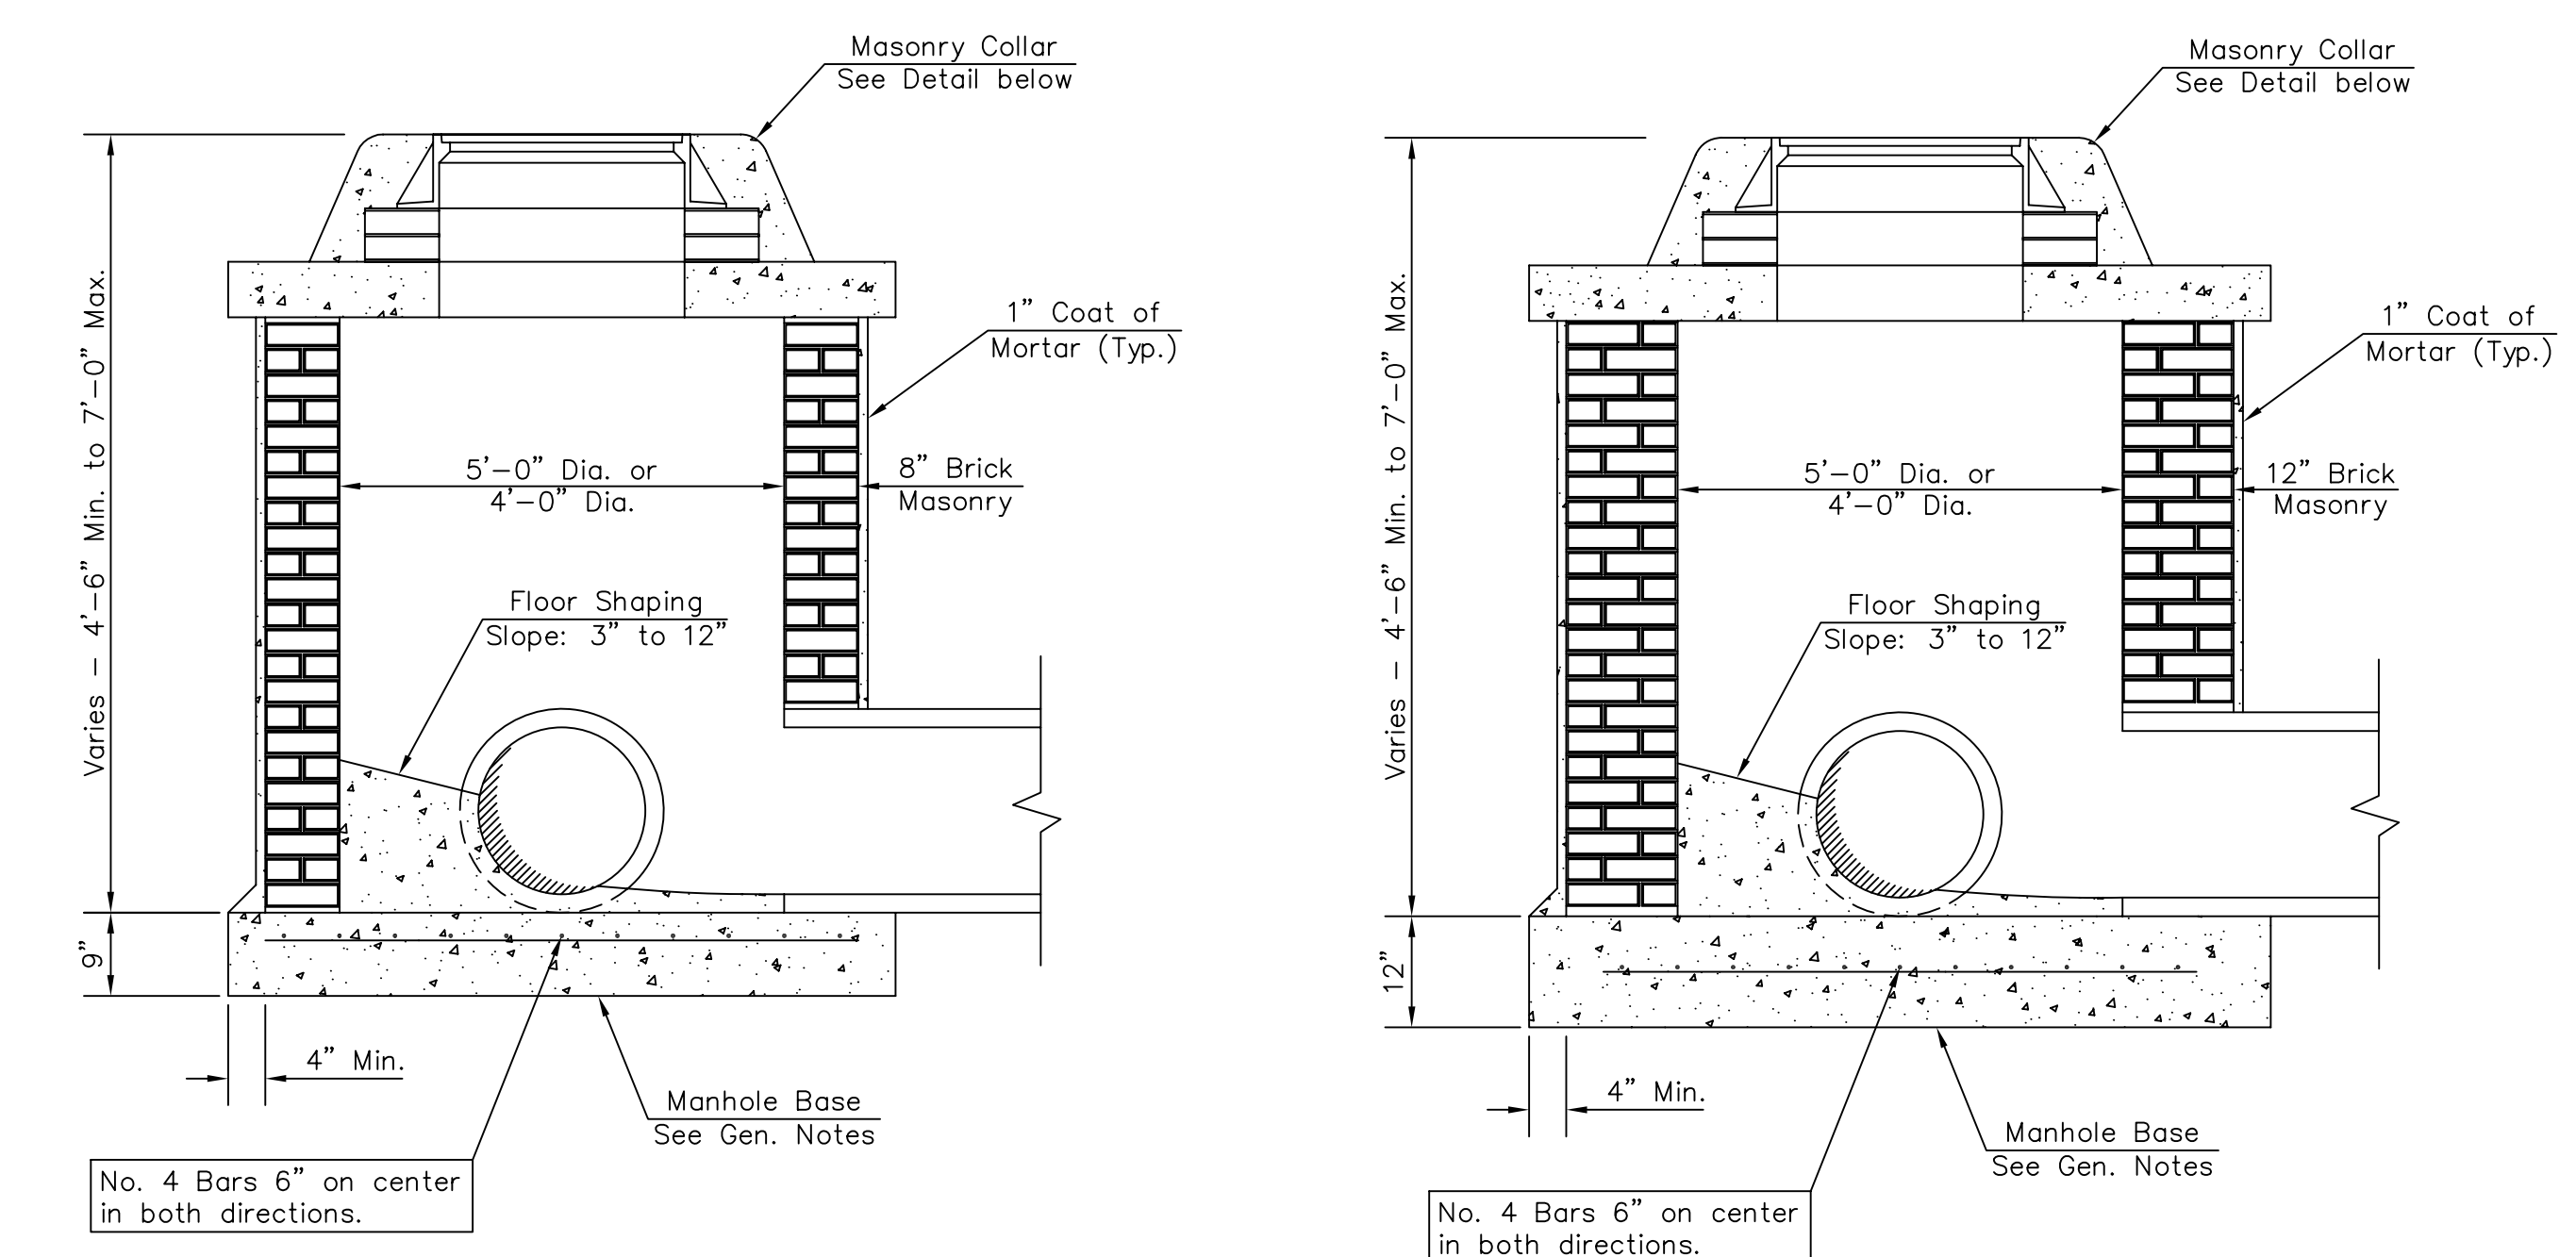 Masonry Collar
See Detail below
Varies – 4'–6" Min. to 7'–0" Max.
1" Coat of
Mortar (Typ.)
5'–0" Dia. or
4'–0" Dia.
8" Brick
Masonry
Floor Shaping
Slope: 3" to 12"
9"
4" Min.
Manhole Base
See Gen. Notes
No. 4 Bars 6" on center
in both directions.
Masonry Collar
See Detail below
Varies – 4'–6" Min. to 7'–0" Max.
1" Coat of
Mortar (Typ.)
5'–0" Dia. or
4'–0" Dia.
12" Brick
Masonry
Floor Shaping
Slope: 3" to 12"
12"
4" Min.
Manhole Base
See Gen. Notes
No. 4 Bars 6" on center
in both directions.